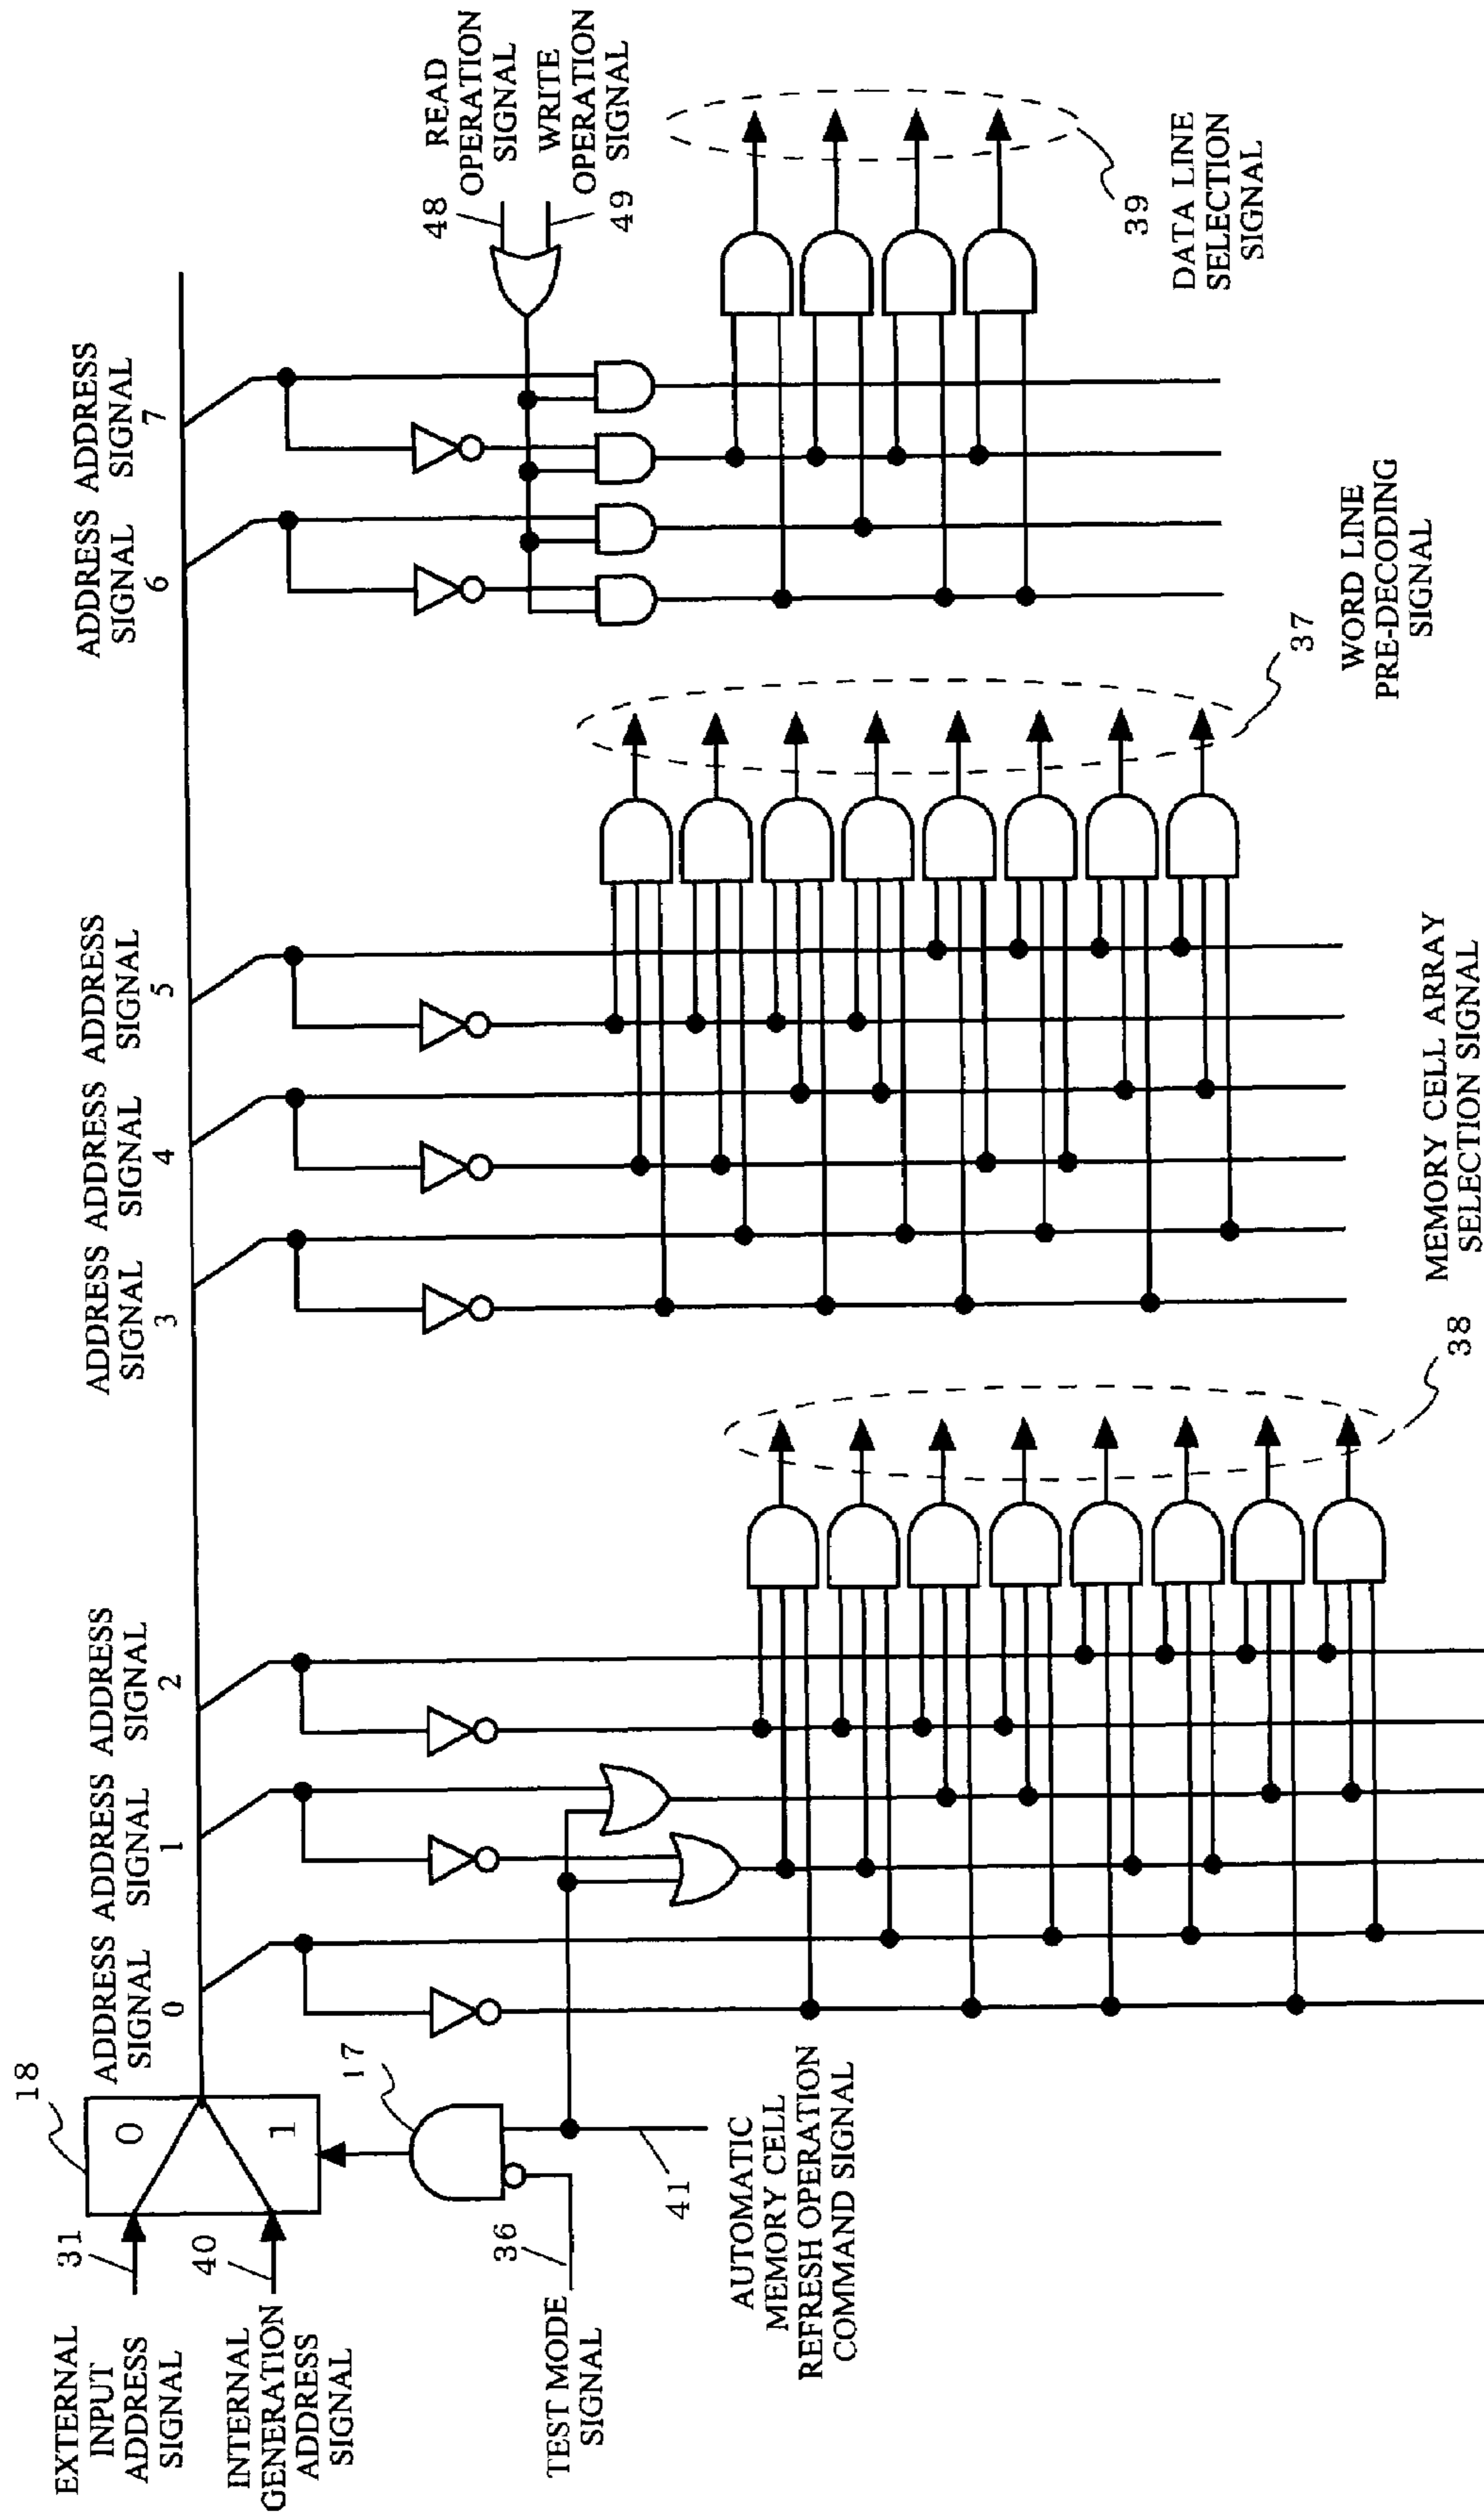 EXTERNAL
INPUT
ADDRESS
SIGNAL
31
INTERNAL
GENERATION
ADDRESS
SIGNAL
40
18
0
1
TEST MODE
SIGNAL
36
17
41
AUTOMATIC
MEMORY CELL
REFRESH OPERATION
COMMAND SIGNAL
ADDRESS
SIGNAL
0
ADDRESS
SIGNAL
1
ADDRESS
SIGNAL
2
38
MEMORY CELL ARRAY
SELECTION SIGNAL
ADDRESS
SIGNAL
3
ADDRESS
SIGNAL
4
ADDRESS
SIGNAL
5
37
WORD LINE
PRE-DECODING
SIGNAL
ADDRESS
SIGNAL
6
ADDRESS
SIGNAL
7
48
READ
OPERATION
SIGNAL
49
WRITE
OPERATION
SIGNAL
39
DATA LINE
SELECTION
SIGNAL